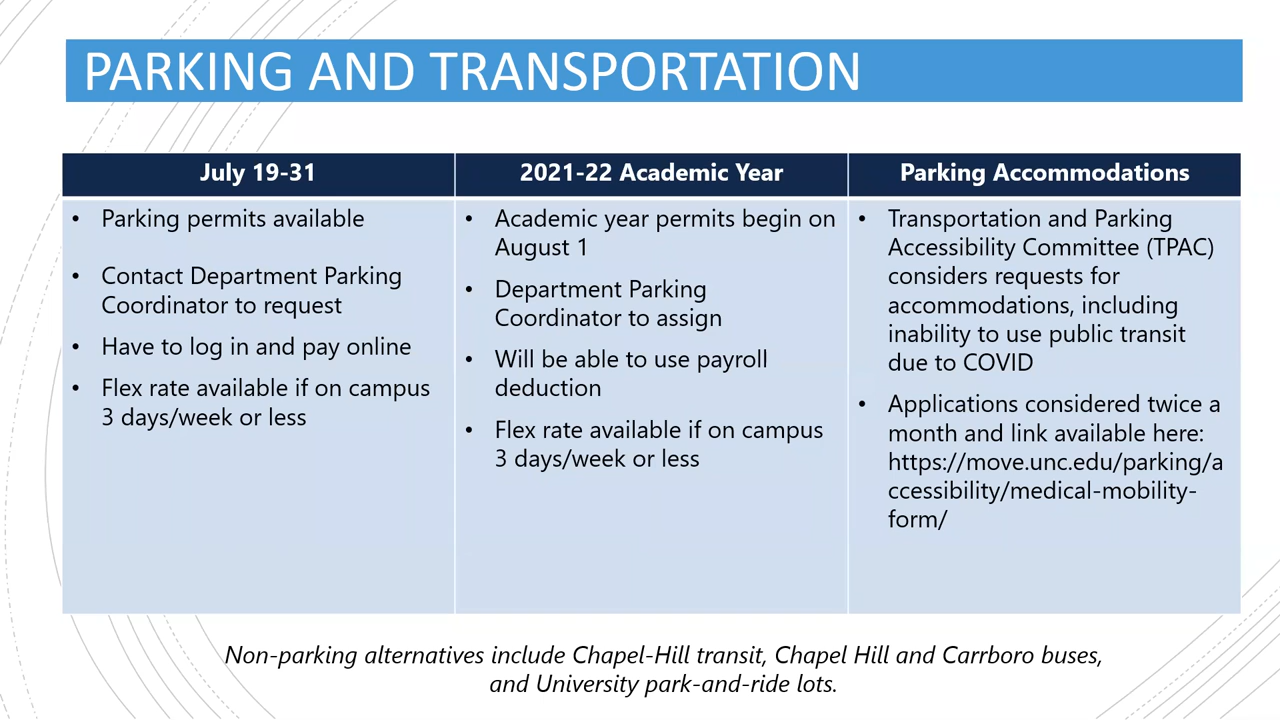 PARKING AND TRANSPORTATION
July 19-31
• Parking permits available
• Contact Department Parking
Coordinator to request
• Have to log in and pay online
• Flex rate available if on campus
3 days/week or less
2021-22 Academic Year
• Academic year permits begin on
August 1
• Department Parking
Coordinator to assign
• Will be able to use payroll
deduction
• Flex rate available if on campus
3 days/week or less
Parking Accommodations
• Transportation and Parking
Accessibility Committee (TPAC)
considers requests for
accommodations, including
inability to use public transit
due to COVID
• Applications considered twice a
month and link available here:
https://move.unc.edu/parking/a
ccessibility/medical-mobility-
form/
Non-parking alternatives include Chapel-Hill transit, Chapel Hill and Carrboro buses,
and University park-and-ride lots.